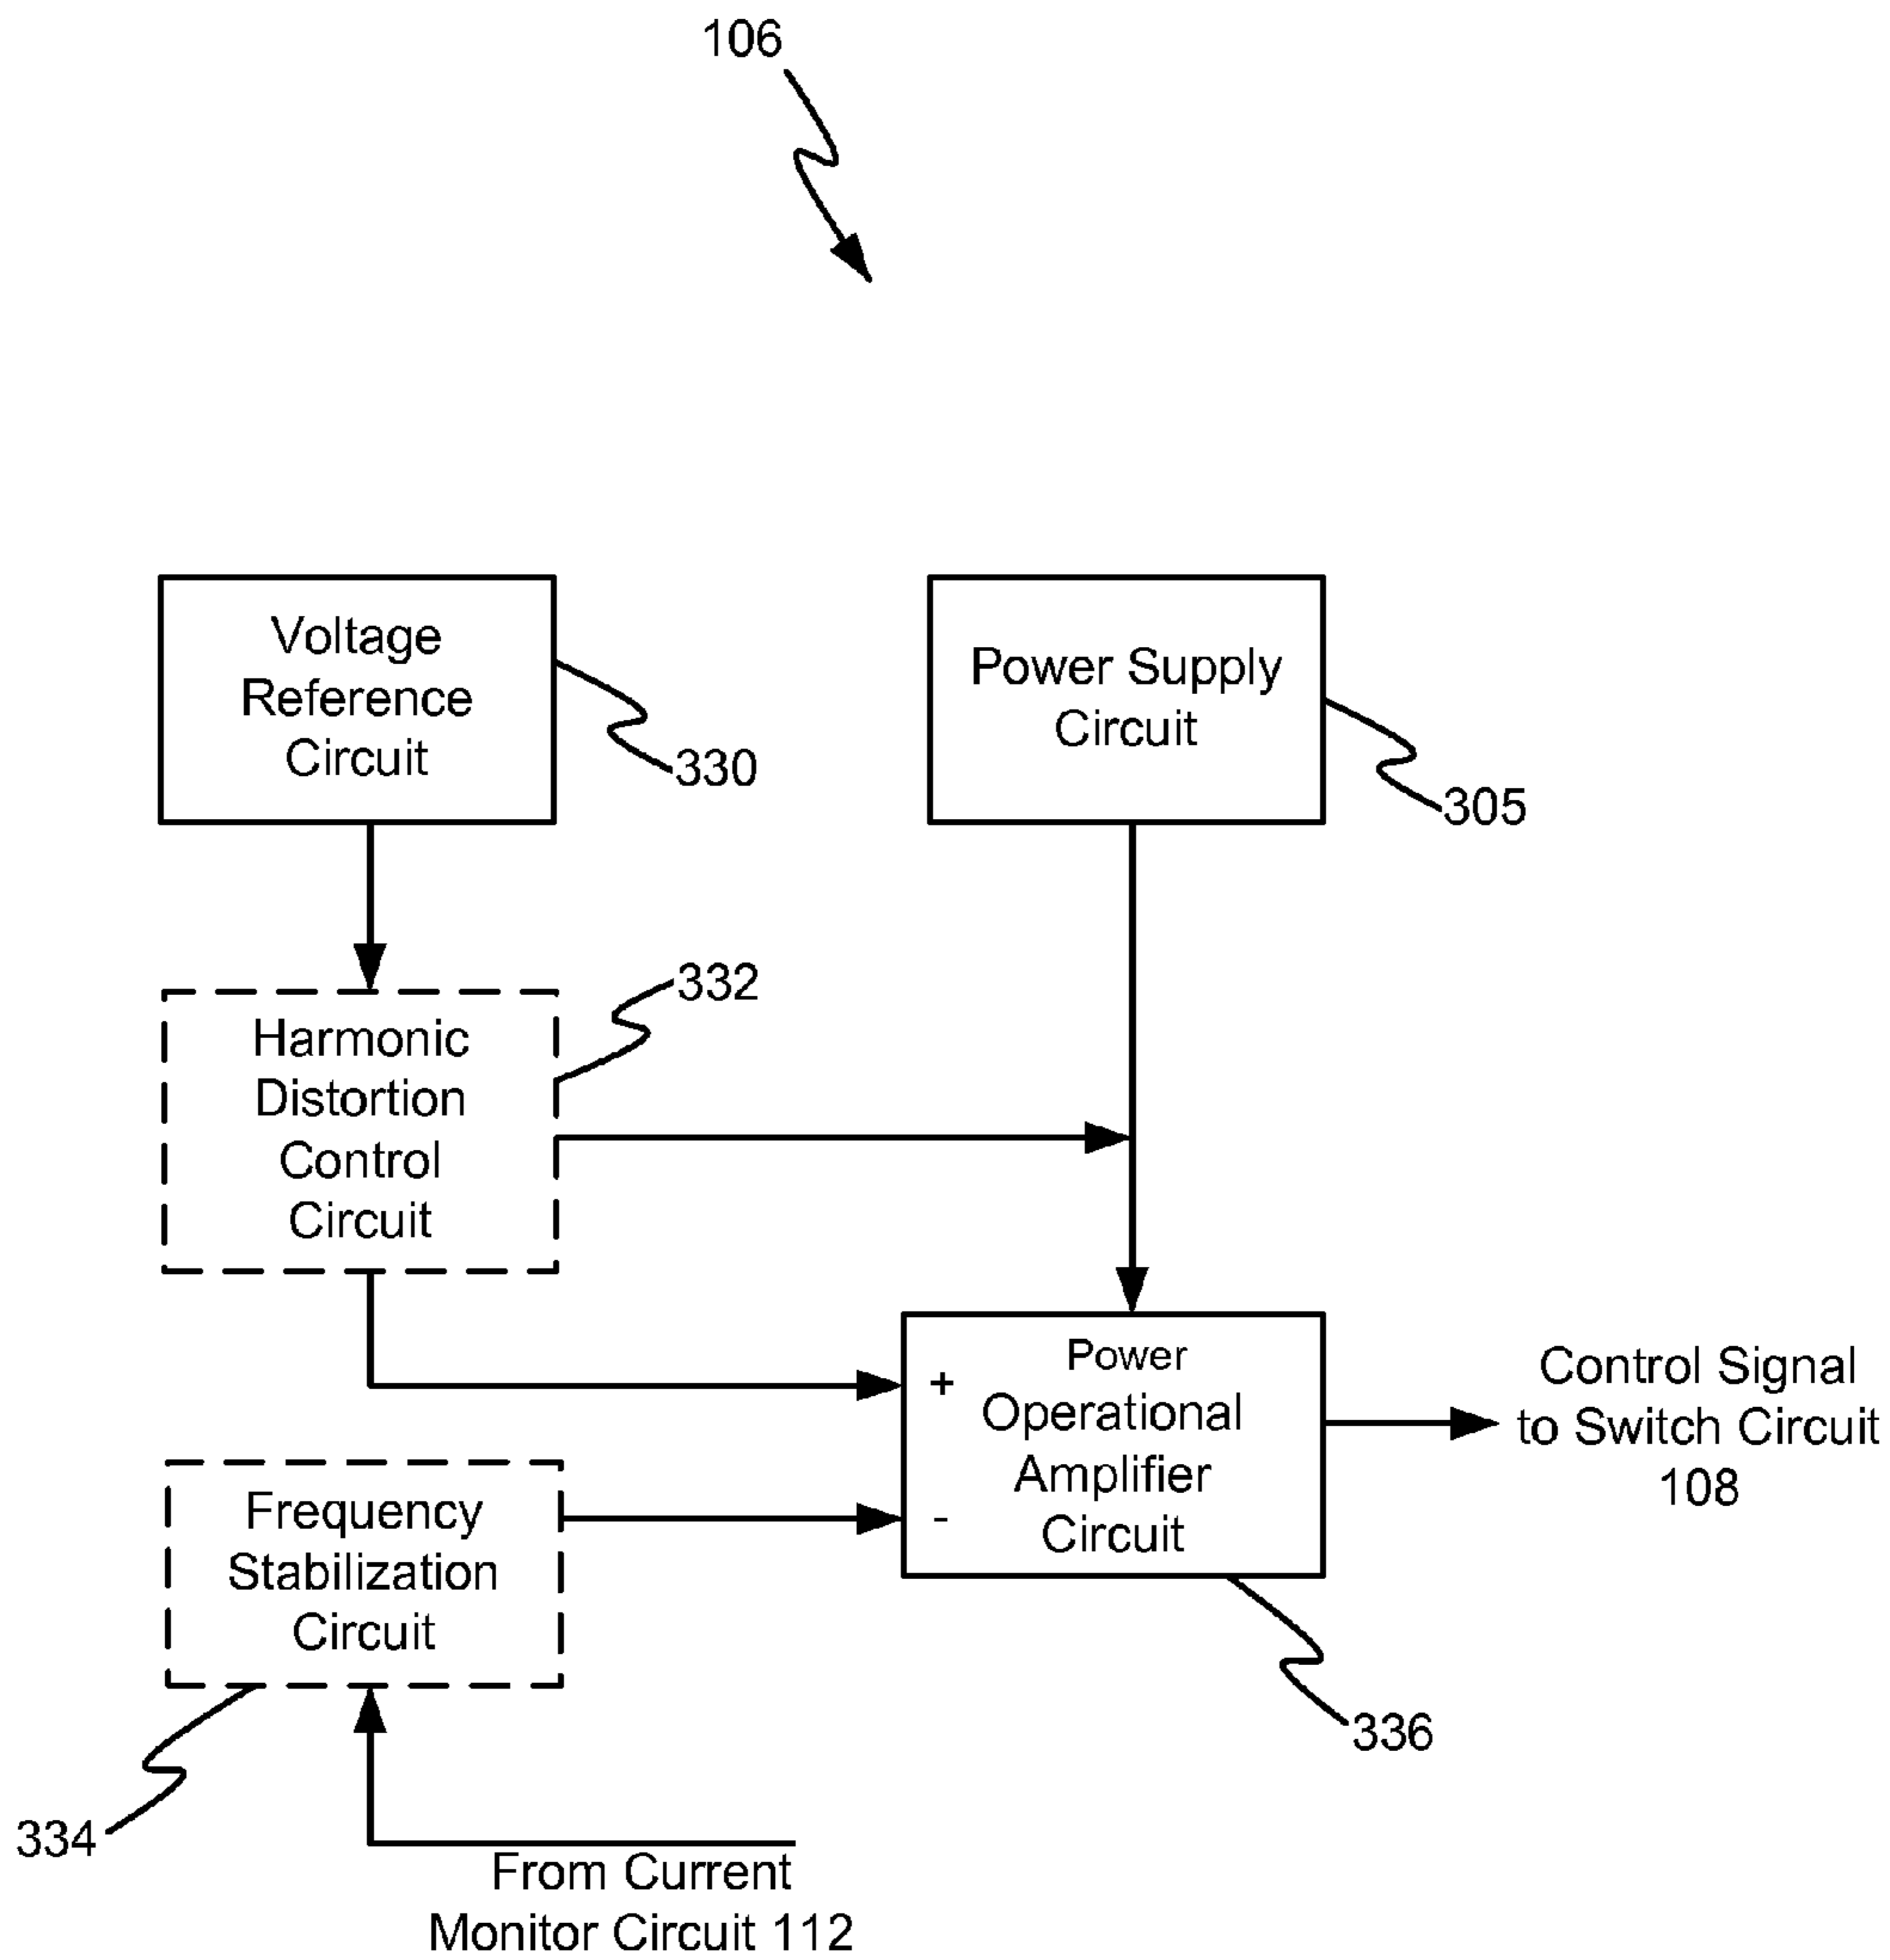 106
Voltage
Reference
Circuit
330
Power Supply
Circuit
305
332
Harmonic
Distortion
Control
Circuit
+
-
Power
Operational
Amplifier
Circuit
Control Signal
to Switch Circuit
108
Frequency
Stabilization
Circuit
336
334
From Current
Monitor Circuit 112